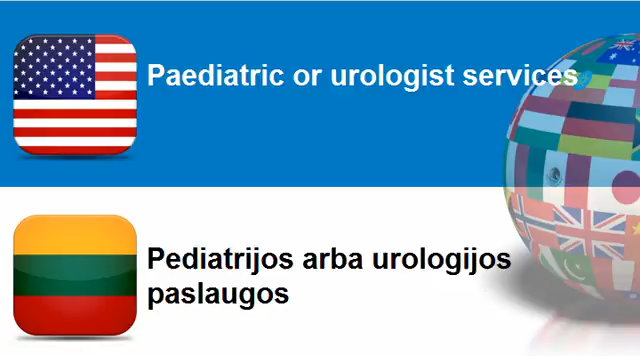 Paediatric or urologist services
Pediatrijos arba urologijos
paslaugos